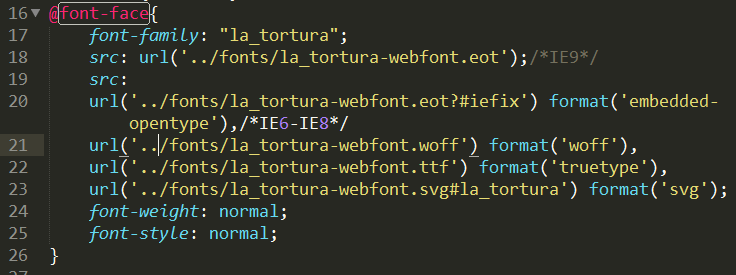 16 @font-face{
17 font-family: "la_tortura";
18 src: url('../fonts/la_tortura-webfont.eot');/*IE9*/
19 src:
20 url('../fonts/la_tortura-webfont.eot?#iefix') format('embedded-
opentype'),/*IE6-IE8*/
21 url('../fonts/la_tortura-webfont.woff') format('woff'),
22 url('../fonts/la_tortura-webfont.ttf') format('truetype'),
23 url('../fonts/la_tortura-webfont.svg#la_tortura') format('svg');
24 font-weight: normal;
25 font-style: normal;
26 }
27